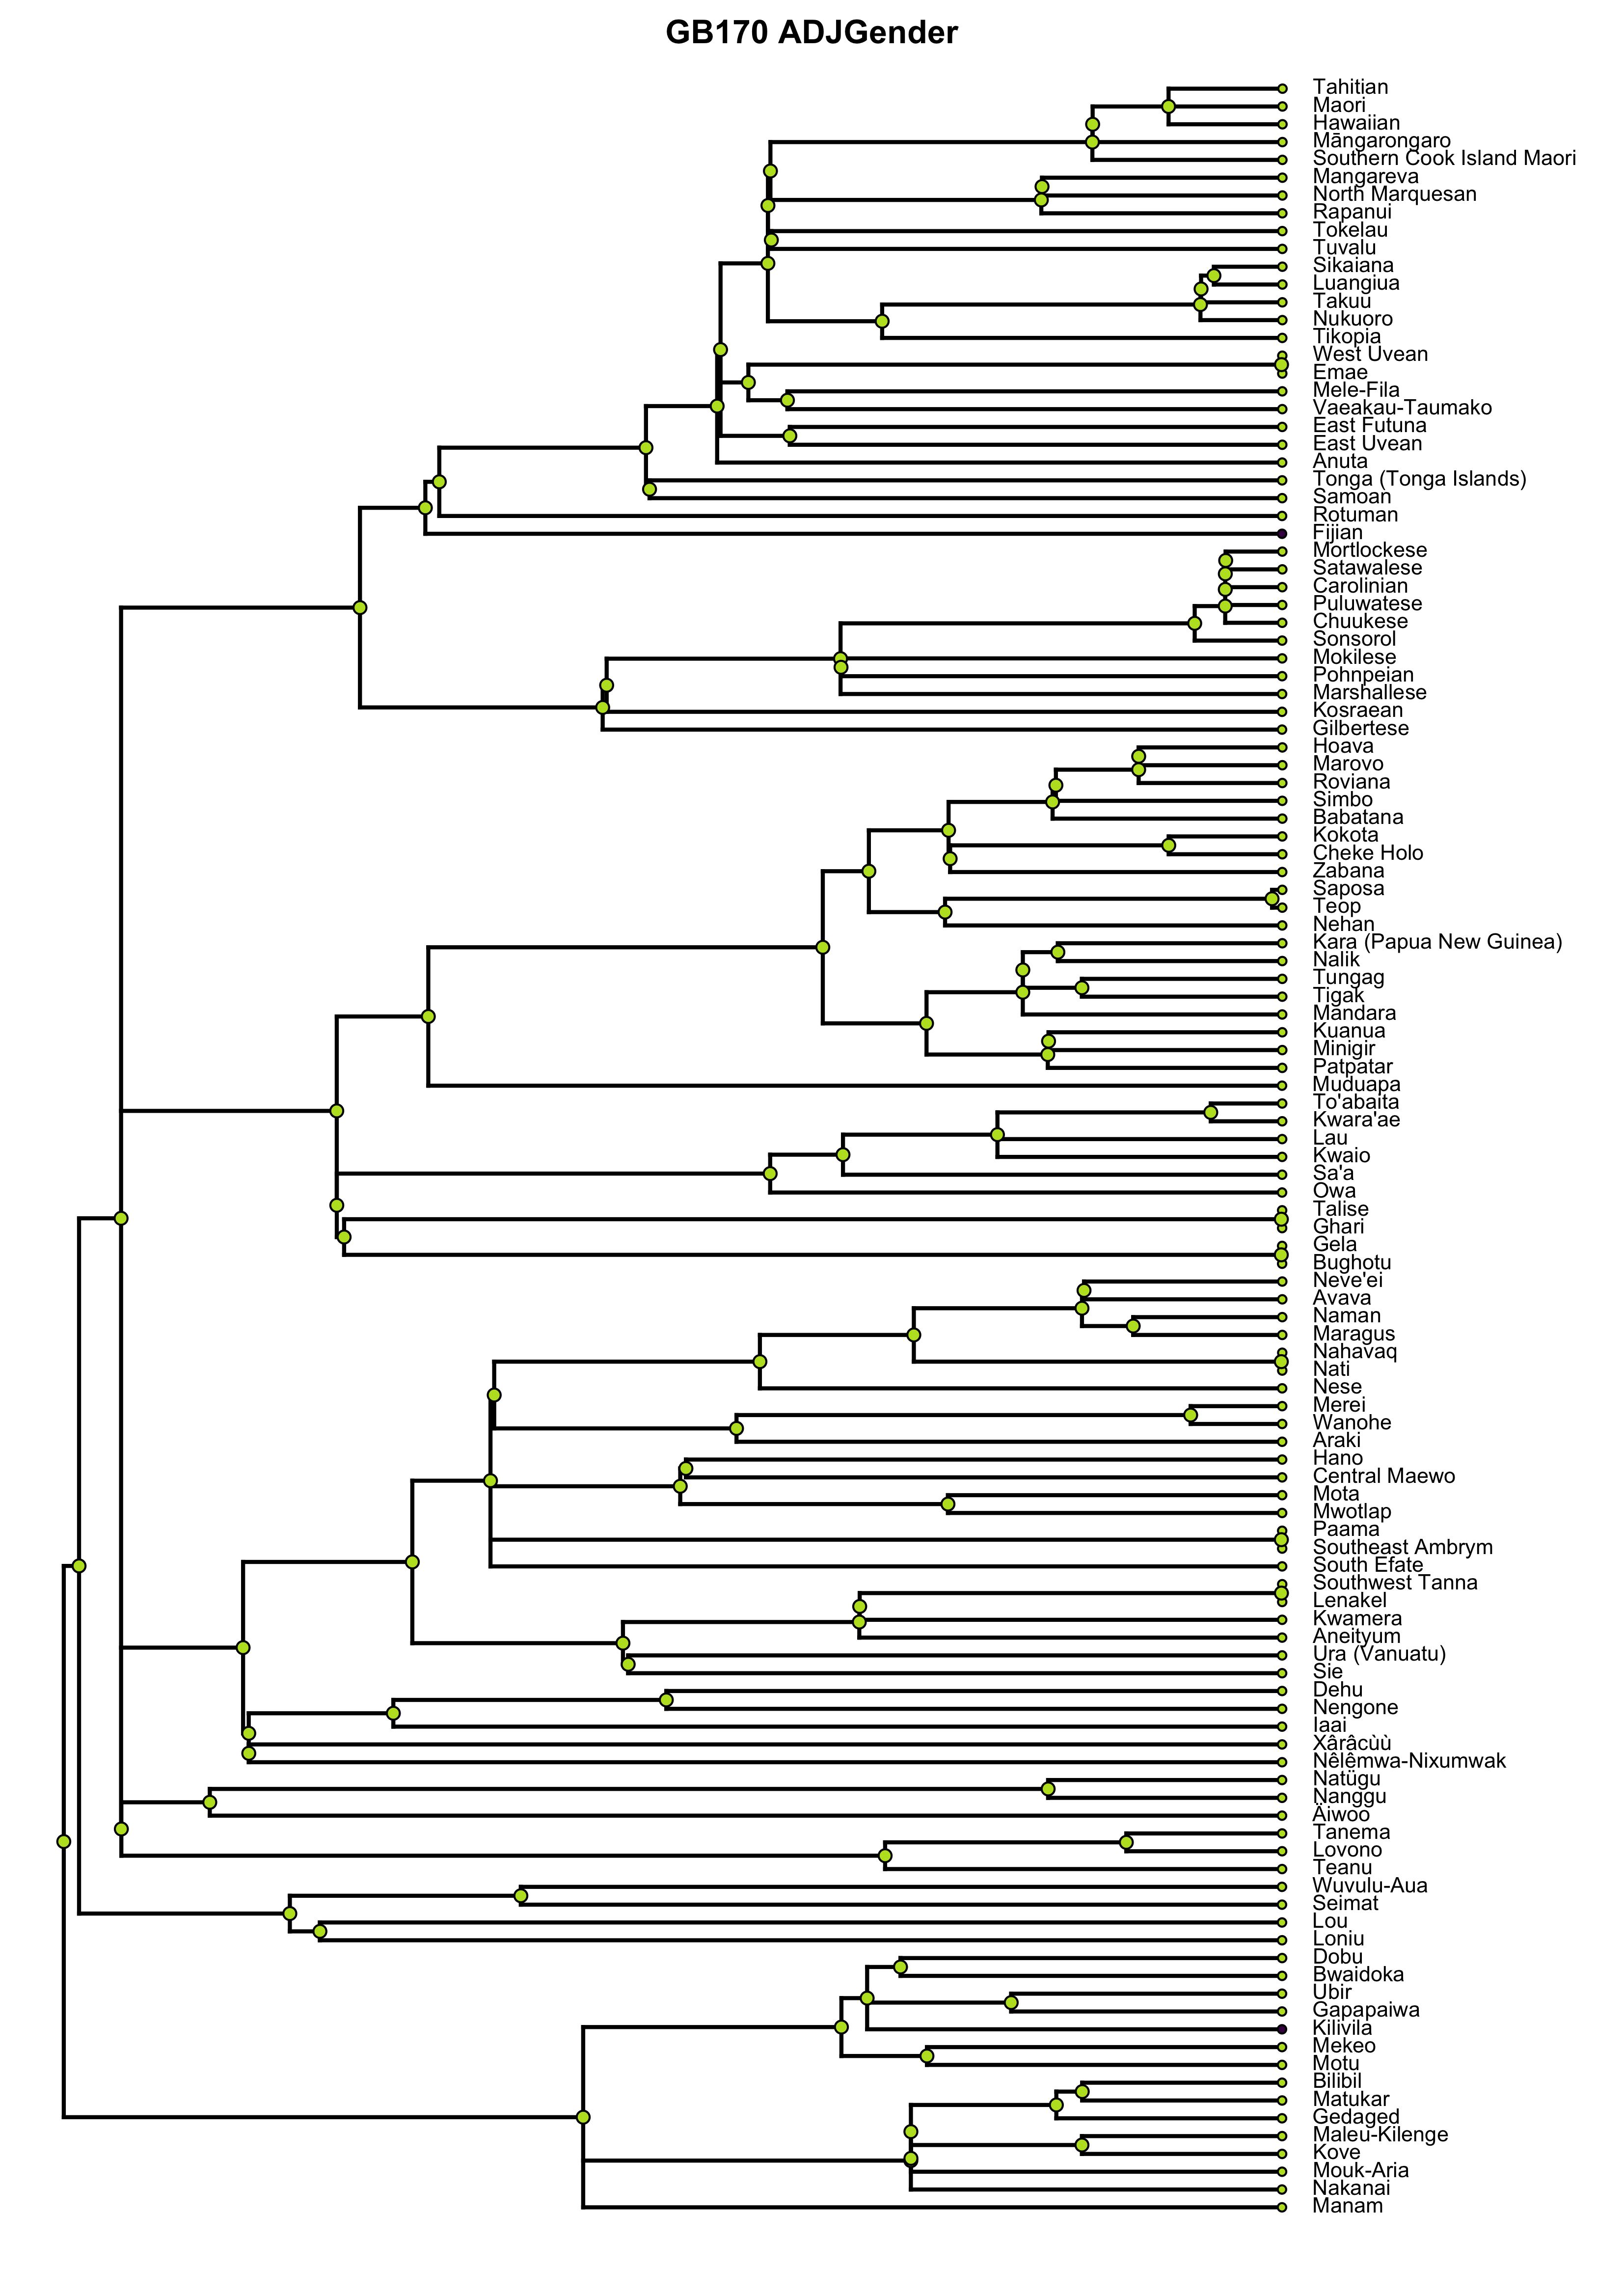 GB170 ADJGender
Tahitian
Maori
Hawaiian
Māngarongaro
Southern Cook Island Maori
Mangareva
North Marquesan
Rapanui
Tokelau
Tuvalu
Sikaiana
Luangiua
Takuu
Nukuoro
Tikopia
West Uvean
Emae
Mele-Fila
Vaeakau-Taumako
East Futuna
East Uvean
Anuta
Tonga (Tonga Islands)
Samoan
Rotuman
Fijian
Mortlockese
Satawalese
Carolinian
Puluwatese
Chuukese
Sonsorol
Mokilese
Pohnpeian
Marshallese
Kosraean
Gilbertese
Hoava
Marovo
Roviana
Simbo
Babatana
Kokota
Cheke Holo
Zabana
Saposa
Teop
Nehan
Kara (Papua New Guinea)
Nalik
Tungag
Tigak
Mandara
Kuanua
Minigir
Patpatar
Muduapa
To'abaita
Kwara'ae
Lau
Kwaio
Sa'a
Owa
Talise
Ghari
Gela
Bughotu
Neve'ei
Avava
Naman
Maragus
Nahavaq
Nati
Nese
Merei
Wanohe
Araki
Hano
Central Maewo
Mota
Mwotlap
Paama
Southeast Ambrym
South Efate
Southwest Tanna
Lenakel
Kwamera
Aneityum
Ura (Vanuatu)
Sie
Dehu
Nengone
Iaai
Xârâcùù
Nêlêmwa-Nixumwak
Natügu
Nanggu
Äiwoo
Tanema
Lovono
Teanu
Wuvulu-Aua
Seimat
Lou
Loniu
Dobu
Bwaidoka
Ubir
Gapapaiwa
Kilivila
Mekeo
Motu
Bilibil
Matukar
Gedaged
Maleu-Kilenge
Kove
Mouk-Aria
Nakanai
Manam